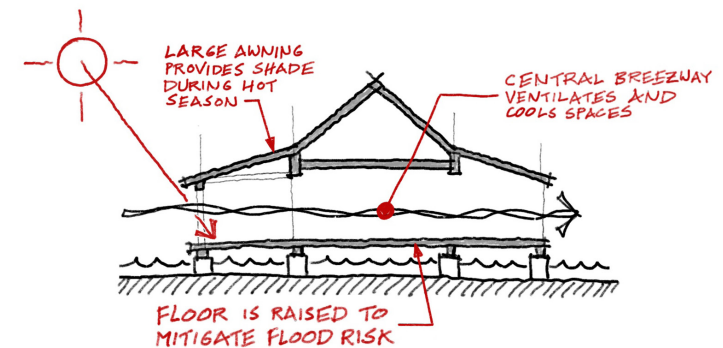 LARGE AWNING
PROVIDES SHADE
DURING HOT
SEASON
CENTRAL BREEZWAY
VENTILATES AND
COOLS SPACES
FLOOR IS RAISED TO
MITIGATE FLOOD RISK